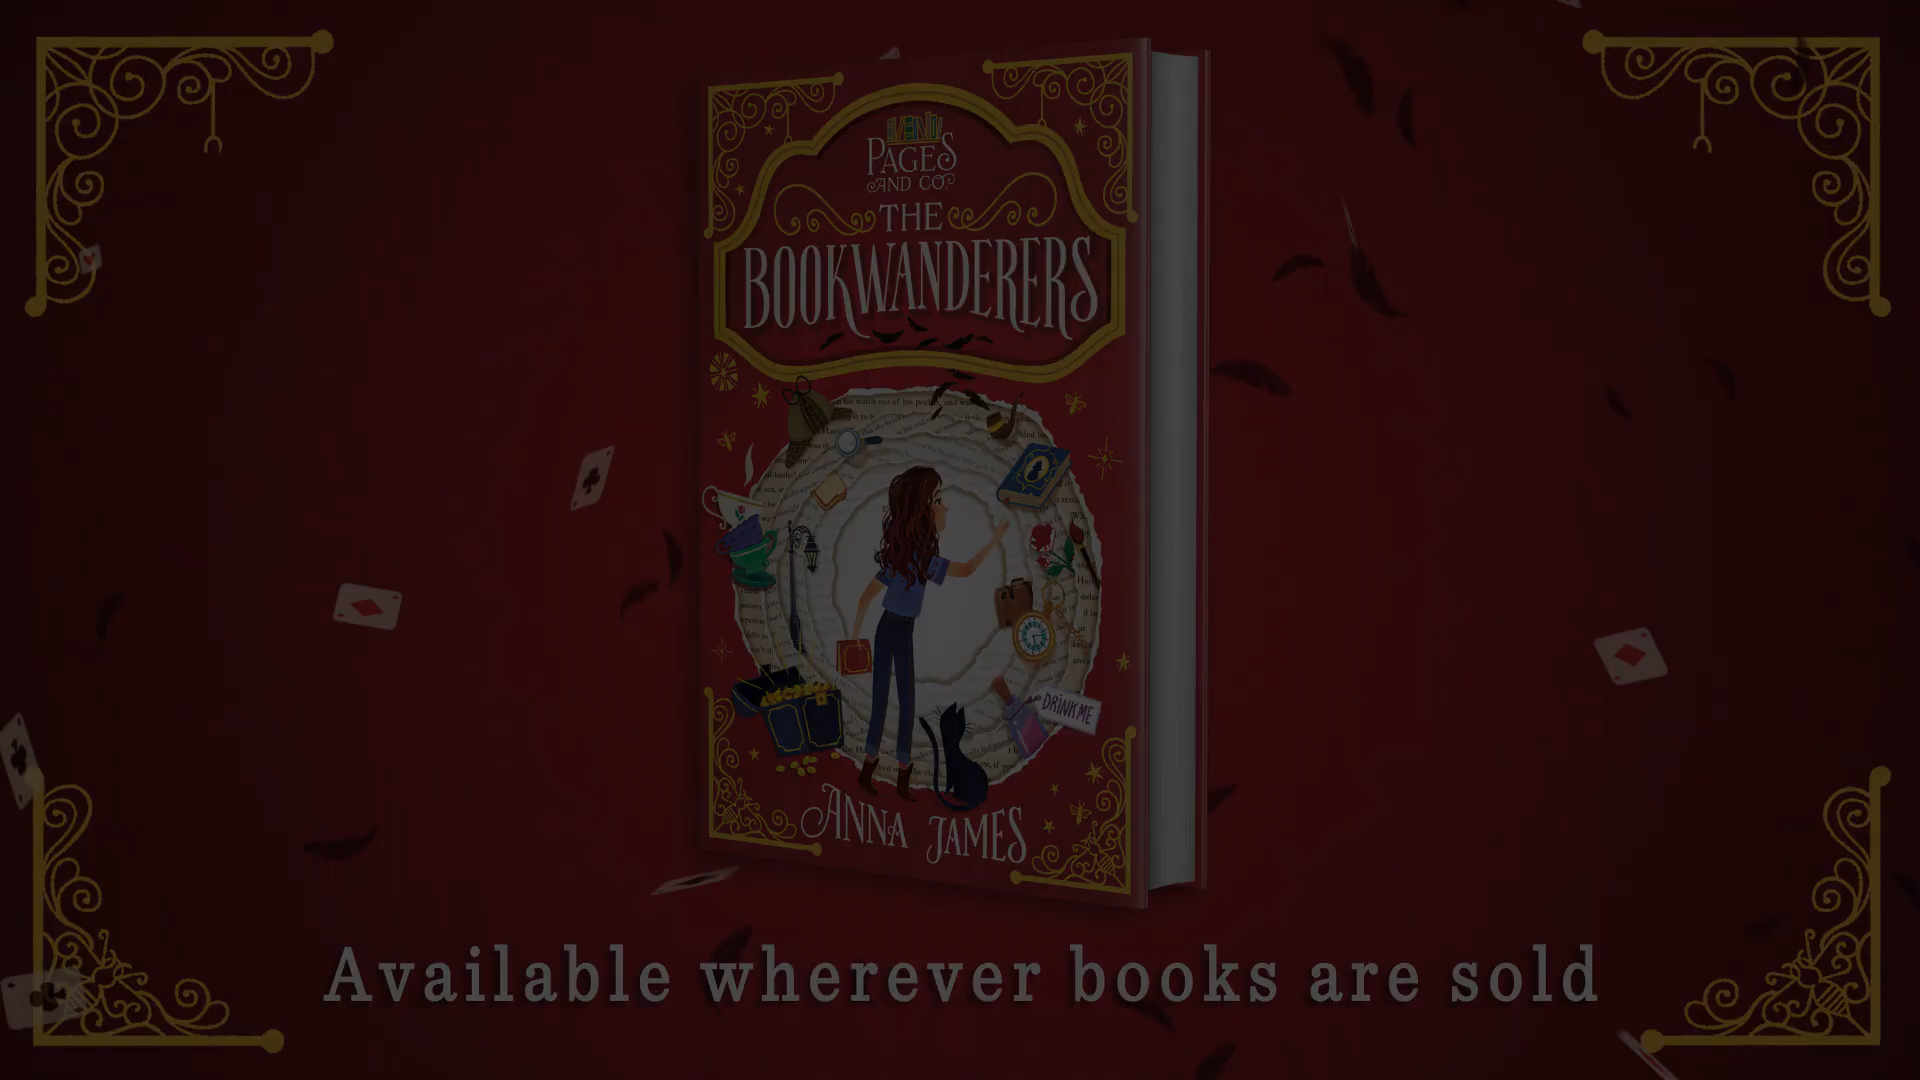 PAGES
AND CO.
THE
BOOKWANDERERS
DRINK ME
ANNA JAMES
Available wherever books are sold